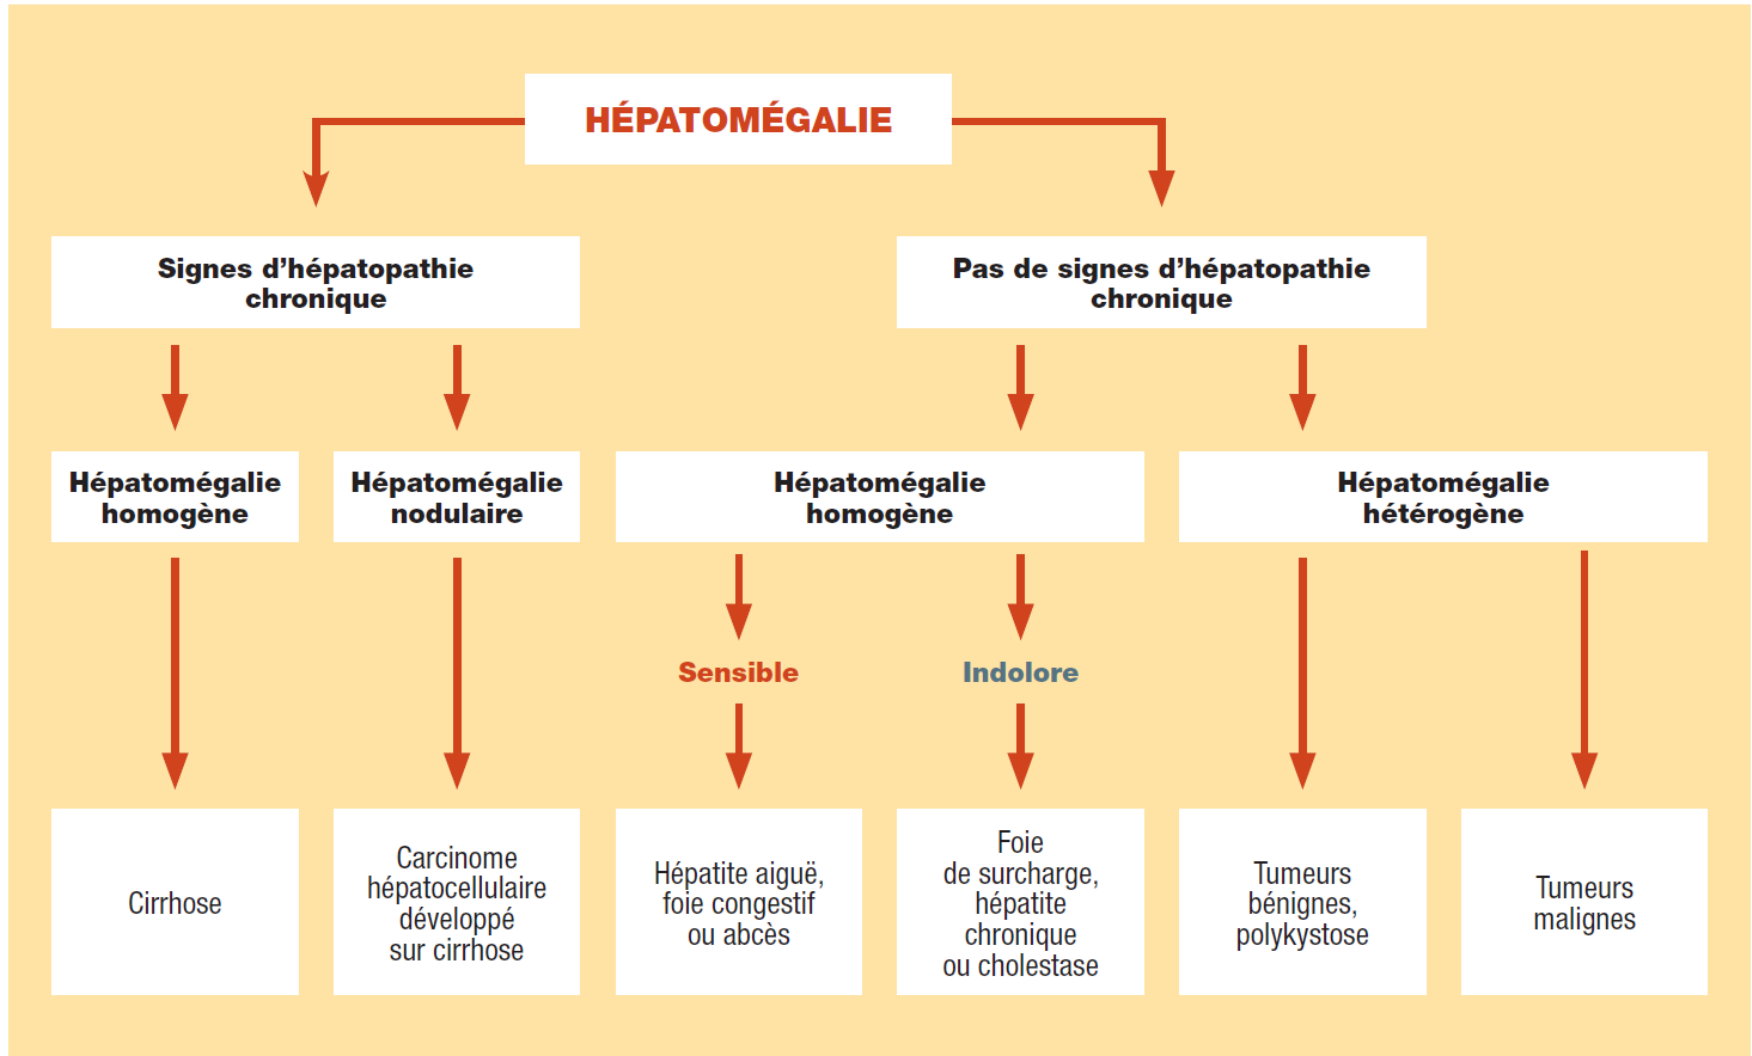 HÉPATOMÉGALIE
Signes d’hépatopathie
chronique
Pas de signes d’hépatopathie
chronique
Hépatomégalie
homogène
Hépatomégalie
nodulaire
Hépatomégalie
homogène
Hépatomégalie
hétérogène
Sensible
Indolore
Cirrhose
Carcinome
hépatocellulaire
développé
sur cirrhose
Hépatite aiguë,
foie congestif
ou abcès
Foie
de surcharge,
hépatite
chronique
ou cholestase
Tumeurs
bénignes,
polykystose
Tumeurs
malignes